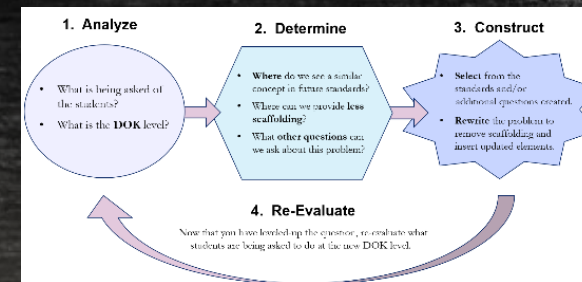 1. Analyze
• What is being asked of
the students?
• What is the DOK level?
2. Determine
• Where do we see a similar
concept in future standards?
• Where can we provide less
scaffolding?
• What other questions can
we ask about this problem?
3. Construct
• Select from the
standards and/or
additional questions created.
• Rewrite the problem to
remove scaffolding and
insert updated elements.
4. Re-Evaluate
Now that you have leveled-up the question, re-evaluate what
students are being asked to do at the new DOK level.